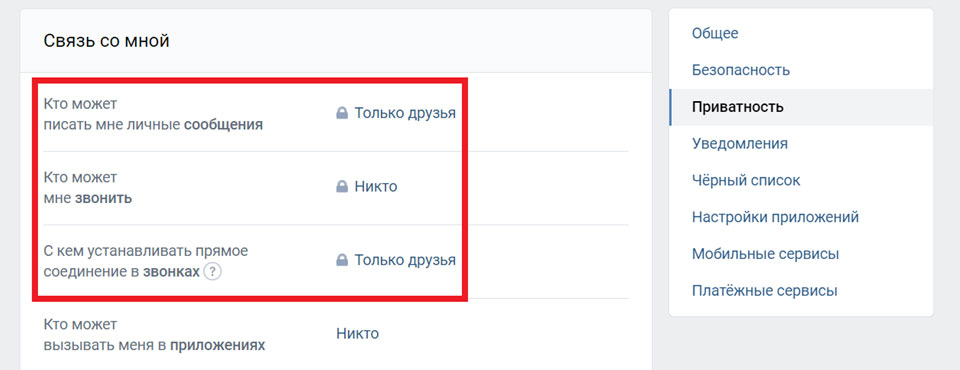 Связь со мной
Кто может
писать мне личные сообщения
Только друзья
Кто может
мне звонить
Никто
С кем устанавливать прямое
соединение в звонках ?
Только друзья
Кто может
вызывать меня в приложениях
Никто
Общее
Безопасность
Приватность
Уведомления
Чёрный список
Настройки приложений
Мобильные сервисы
Платёжные сервисы